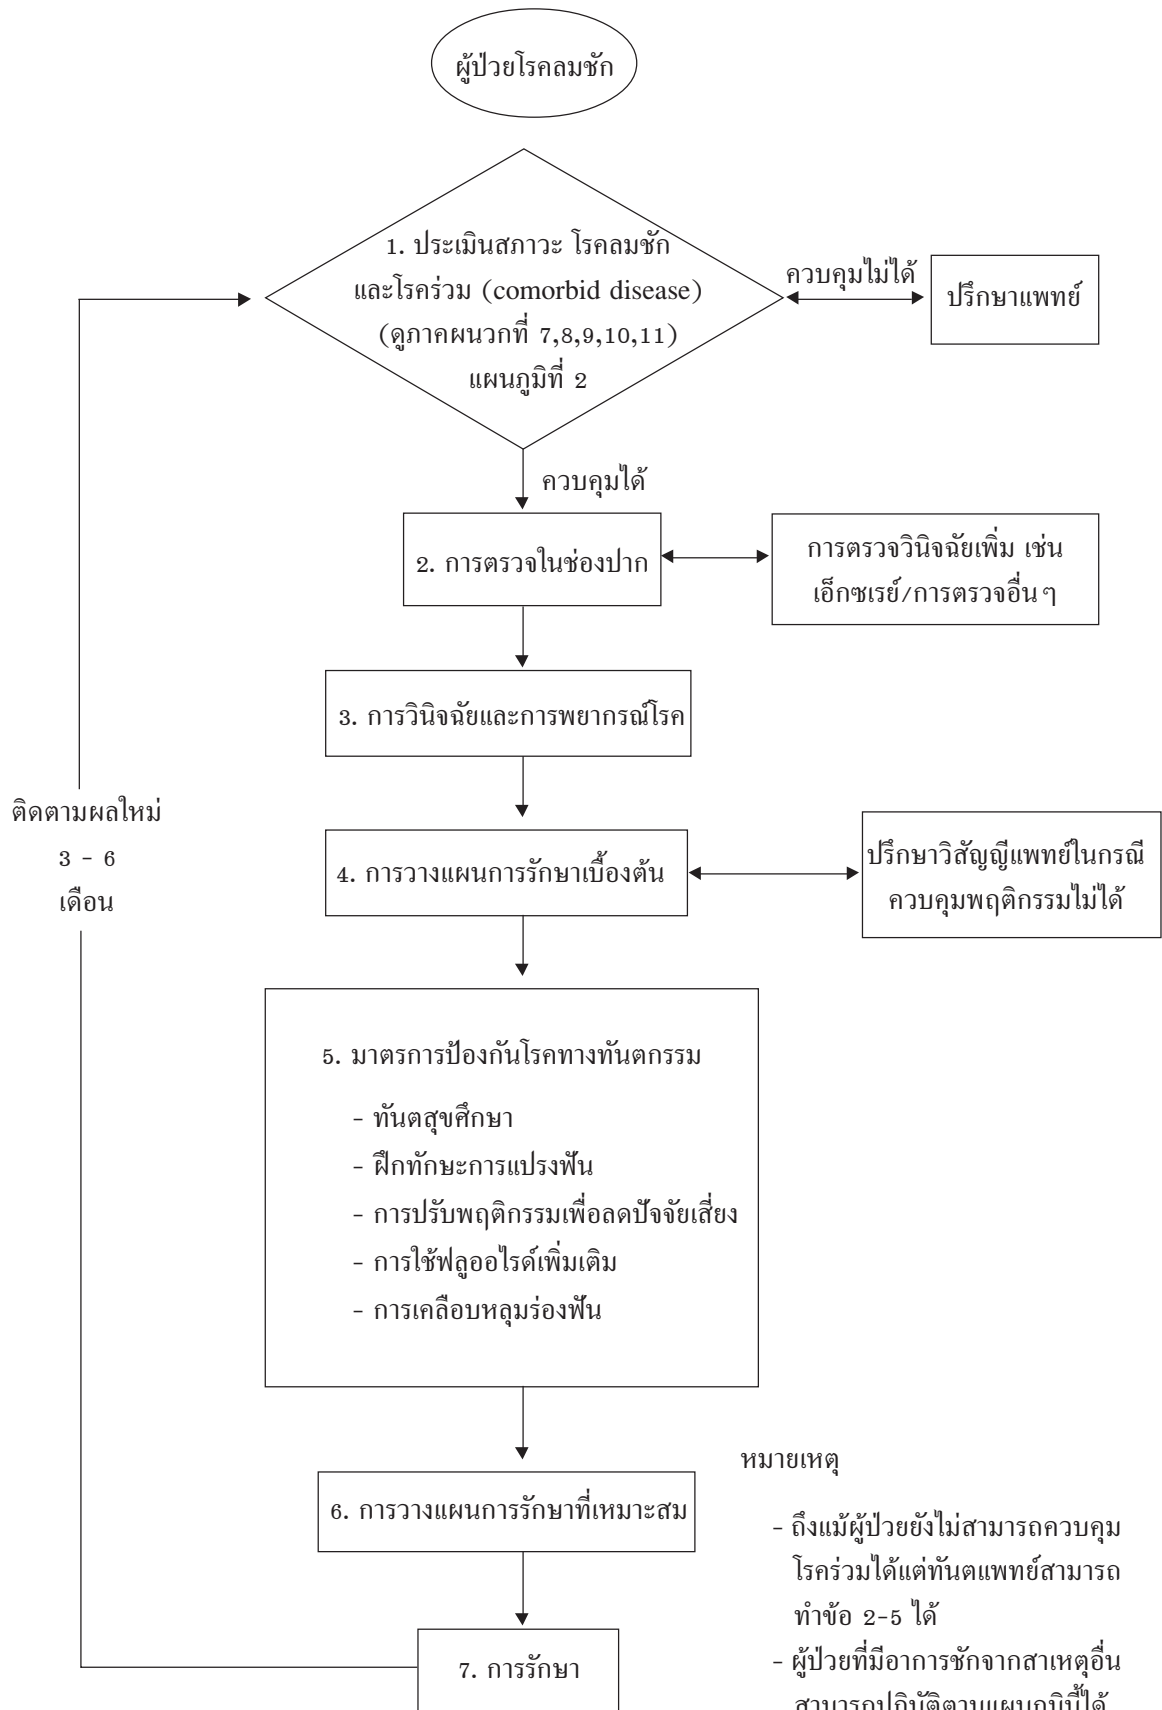 ผู้ป่วยโรคลมชัก
1. ประเมินสภาวะ โรคลมชัก
และโรคร่วม (comorbid disease)
(ดูภาคผนวกที่ 7,8,9,10,11)
แผนภูมิที่ 2
ควบคุมไม่ได้
ปรึกษาแพทย์
ควบคุมได้
2. การตรวจในช่องปาก
การตรวจวินิจฉัยเพิ่ม เช่น
เอ็กซเรย์/การตรวจอื่นๆ
3. การวินิจฉัยและการพยากรณ์โรค
ติดตามผลใหม่
3 - 6
เดือน
4. การวางแผนการรักษาเบื้องต้น
ปรึกษาวิสัญญีแพทย์ในกรณี
ควบคุมพฤติกรรมไม่ได้
5. มาตรการป้องกันโรคทางทันตกรรม
- ทันตสุขศึกษา
- ฝึกทักษะการแปรงฟัน
- การปรับพฤติกรรมเพื่อลดปัจจัยเสี่ยง
- การใช้ฟลูออไรด์เพิ่มเติม
- การเคลือบหลุมร่องฟัน
6. การวางแผนการรักษาที่เหมาะสม
7. การรักษา
หมายเหตุ
- ถึงแม้ผู้ป่วยยังไม่สามารถควบคุม
โรคร่วมได้แต่ทันตแพทย์สามารถ
ทำข้อ 2-5 ได้
- ผู้ป่วยที่มีอาการชักจากสาเหตุอื่น
สามารถปฏิบัติตามแผนภูมินี้ได้